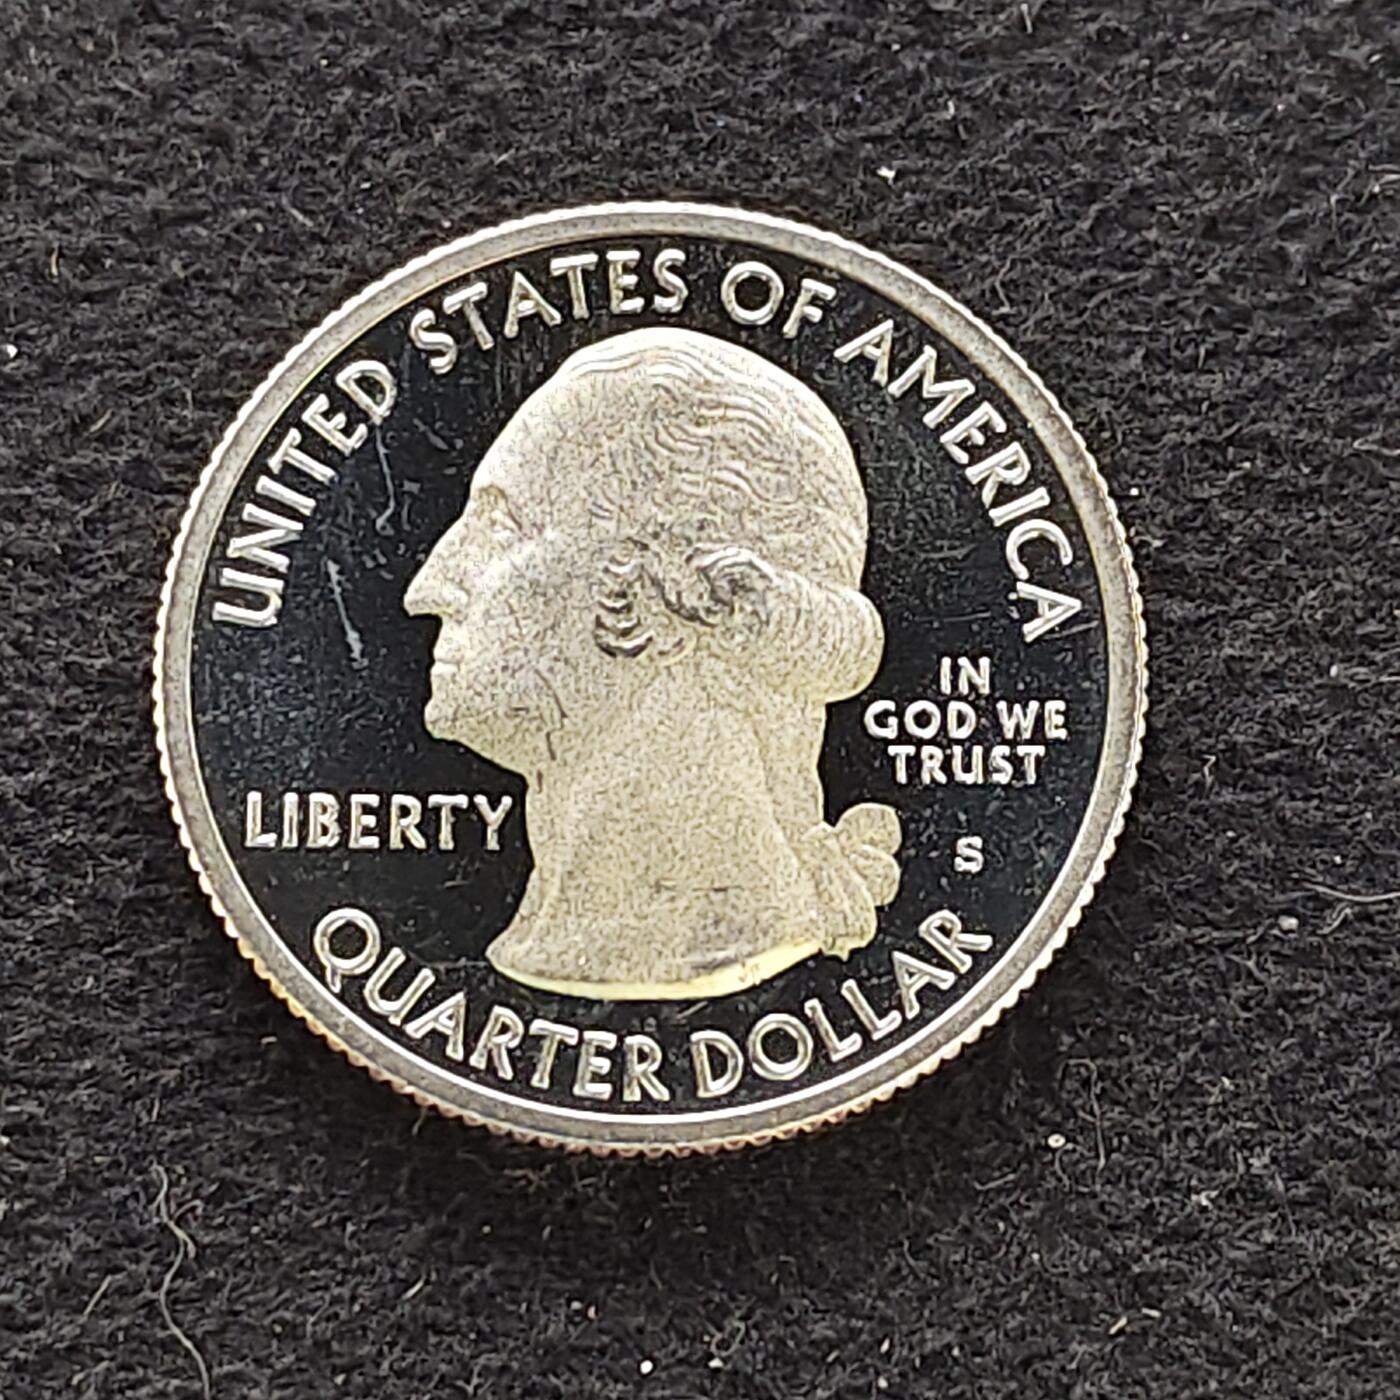 UNITED STATES OF AMERICA
LIBERTY
IN
GOD WE
TRUST
S
QUARTER DOLLAR